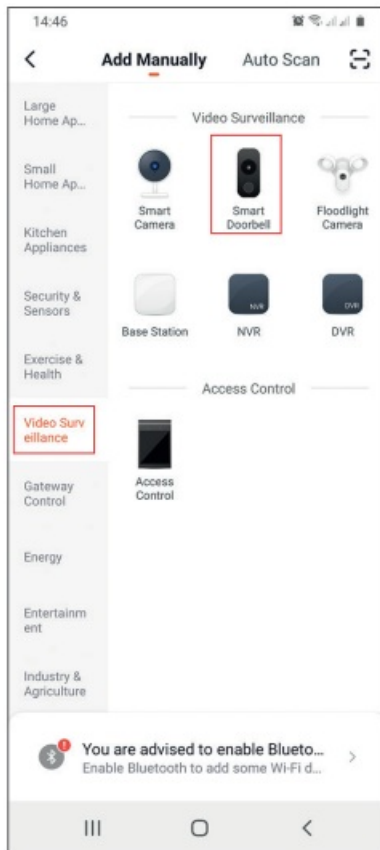 14:46
Add Manually
Auto Scan
Large
Home Ap...
Small
Home Ap...
Kitchen
Appliances
Security &
Sensors
Exercise &
Health
Video Surv
eillance
Gateway
Control
Energy
Entertainm
ent
Industry &
Agriculture
Video Surveillance
Smart
Camera
Smart
Doorbell
Floodlight
Camera
Base Station
NVR
NVR
DVR
DVR
Access Control
Access
Control
You are advised to enable Blueto...
Enable Bluetooth to add some Wi-Fi d...